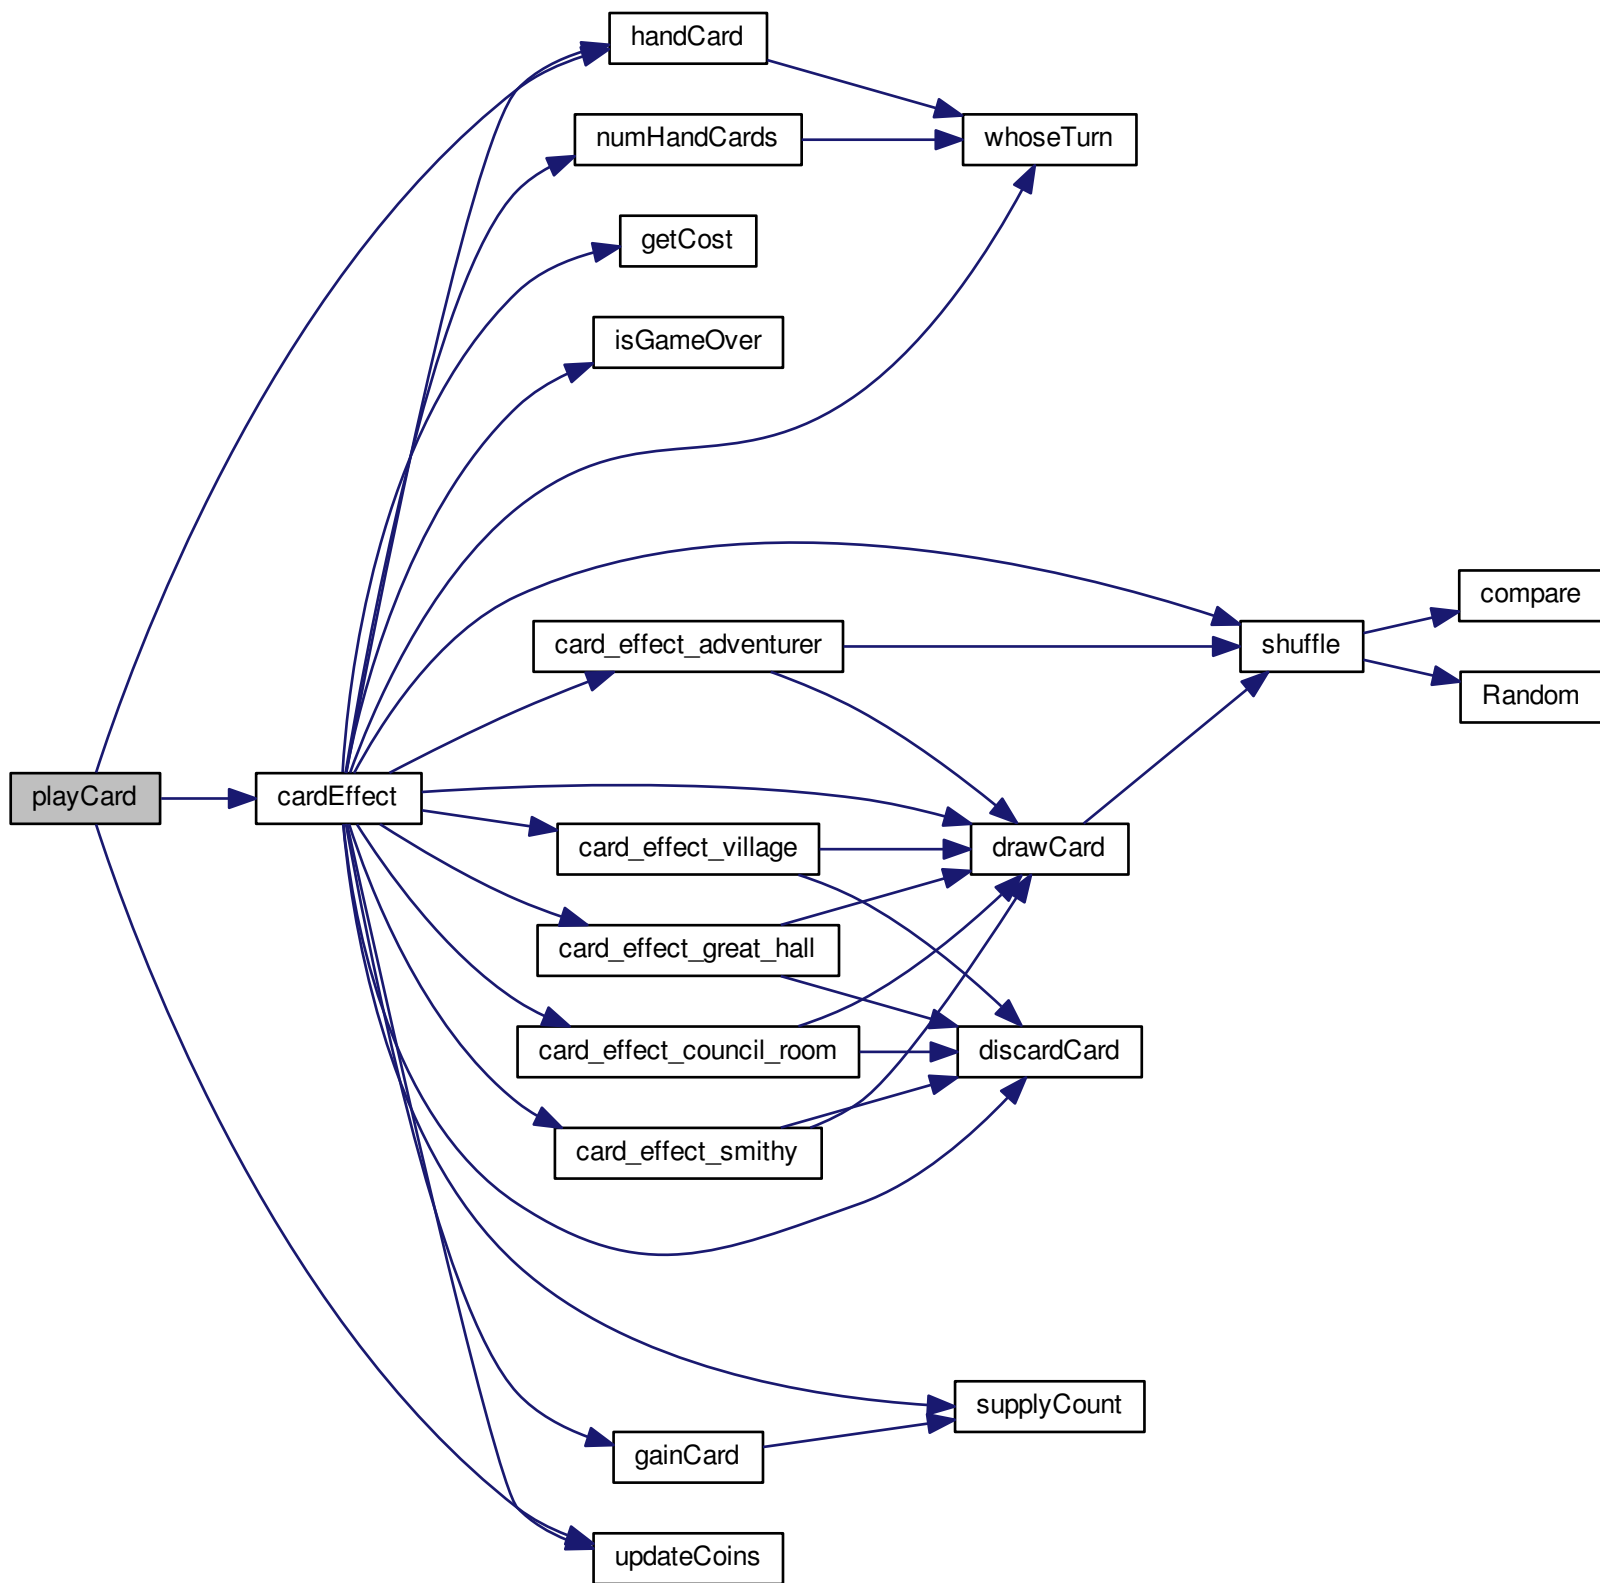 handCard
numHandCards
whoseTurn
getCost
isGameOver
compare
card_effect_adventurer
shuffle
Random
playCard
cardEffect
card_effect_village
drawCard
card_effect_great_hall
card_effect_council_room
discardCard
card_effect_smithy
supplyCount
gainCard
updateCoins